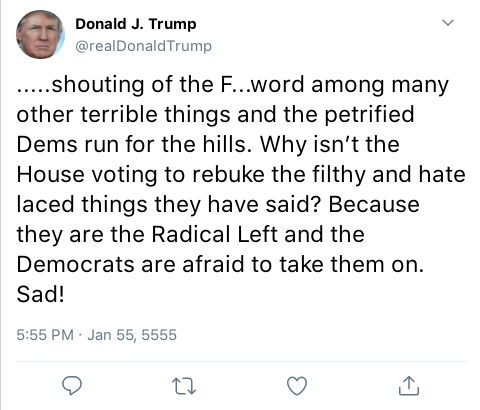 Donald J. Trump
@realDonaldTrump
.....shouting of the F...word among many
other terrible things and the petrified
Dems run for the hills. Why isn’t the
House voting to rebuke the filthy and hate
laced things they have said? Because
they are the Radical Left and the
Democrats are afraid to take them on.
Sad!
5:55 PM · Jan 55, 5555